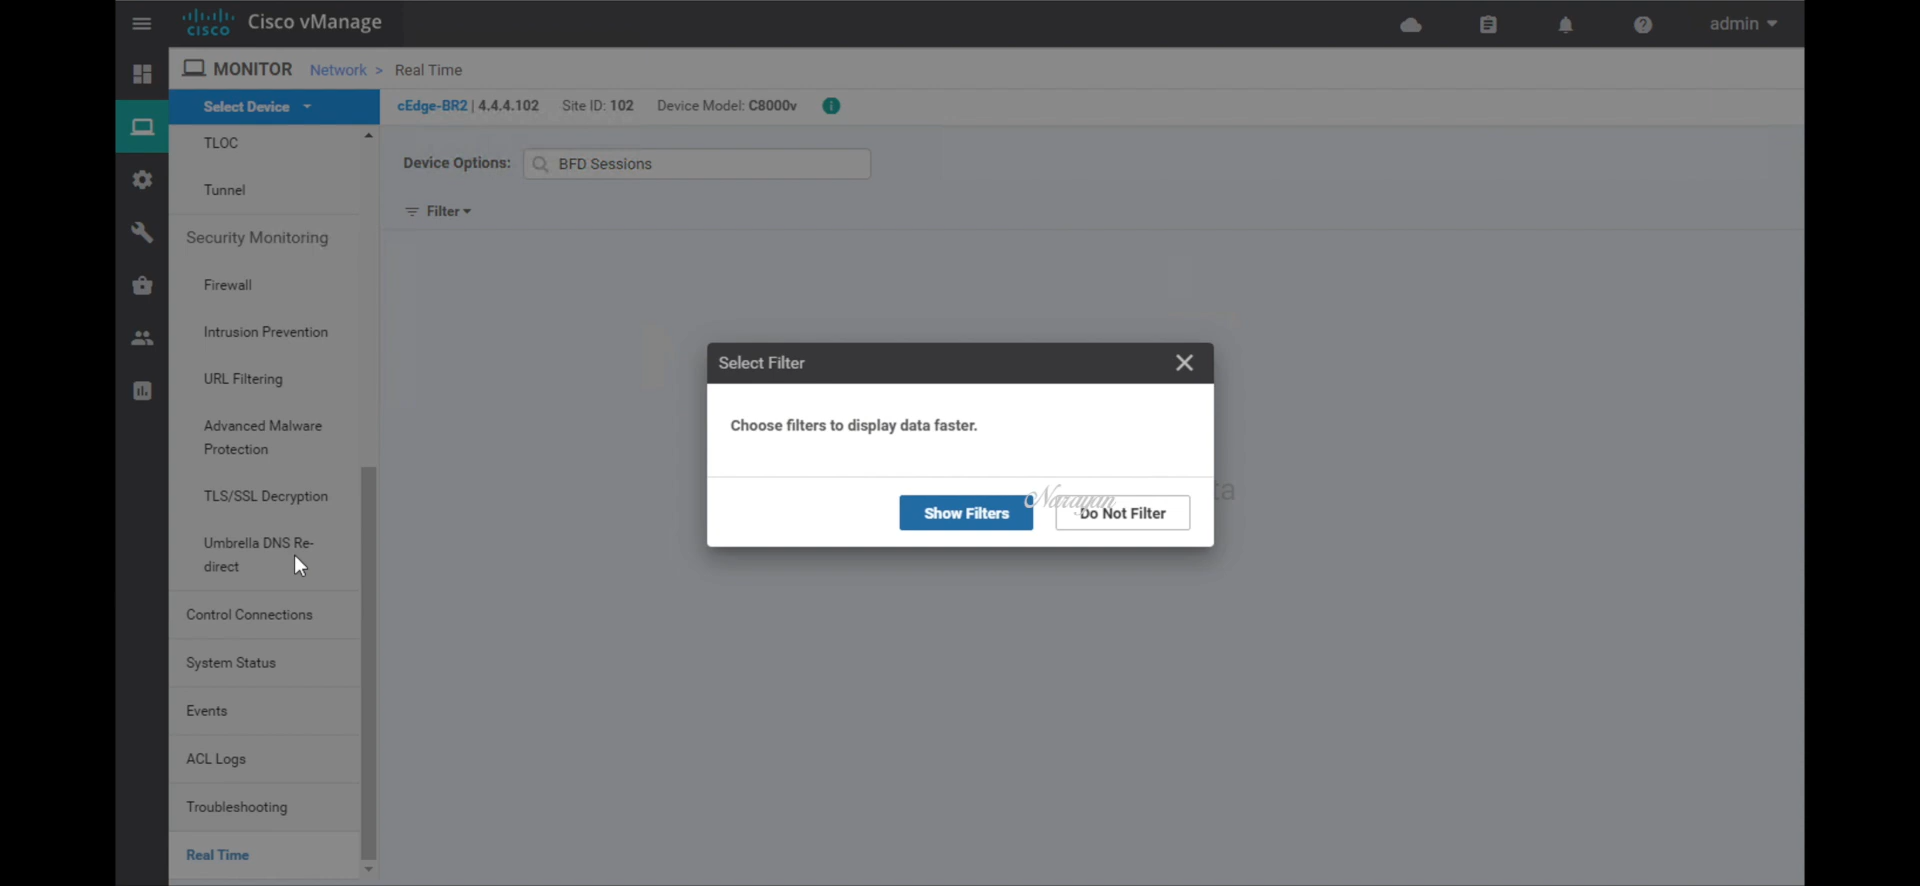 cisco Cisco vManage
admin
MONITOR Network > Real Time
Select Device
cEdge-BR2 | 4.4.4.102 Site ID: 102 Device Model: C8000v
TLOC
Tunnel
Security Monitoring
Firewall
Intrusion Prevention
URL Filtering
Advanced Malware
Protection
TLS/SSL Decryption
Umbrella DNS Re-
direct
Control Connections
System Status
Events
ACL Logs
Troubleshooting
Real Time
Device Options: BFD Sessions
Filter
Select Filter
Choose filters to display data faster.
Show Filters
Do Not Filter
Narayan